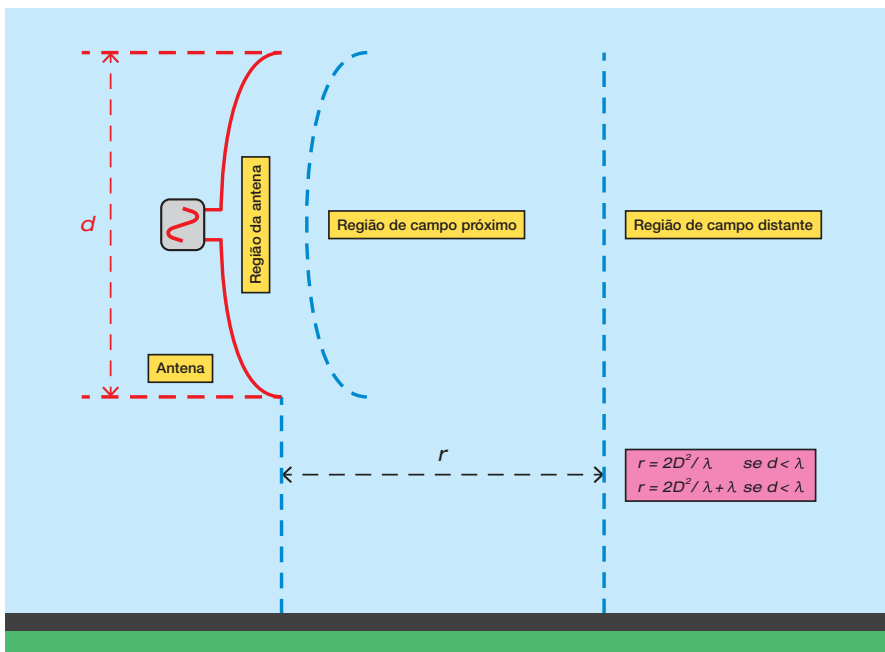 d
Região da antena
Região de campo próximo
Região de campo distante
Antena
r
r = 2D²/ λ se d < λ
r = 2D²/ λ + λ se d < λ